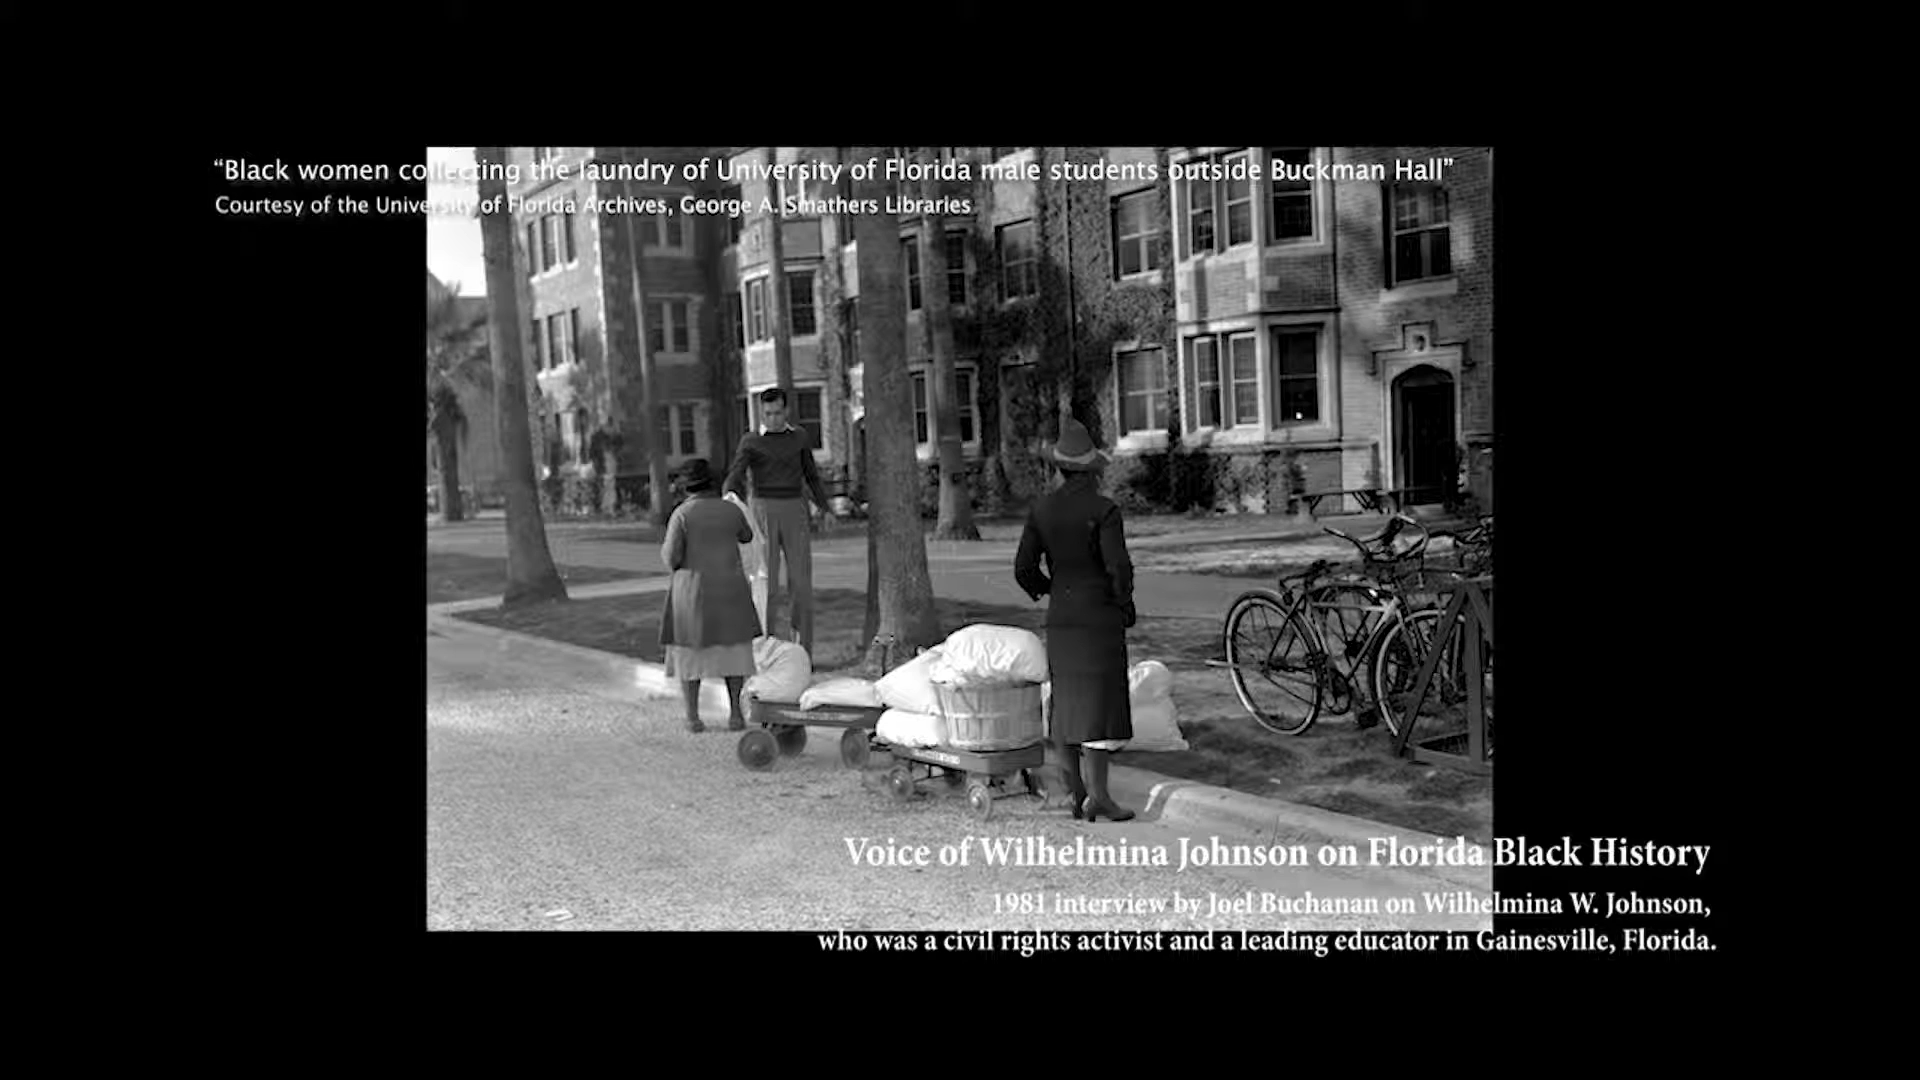 “Black women collecting the laundry of University of Florida male students outside Buckman Hall”
Courtesy of the University of Florida Archives, George A. Smathers Libraries
Voice of Wilhelmina Johnson on Florida Black History
1981 interview by Joel Buchanan on Wilhelmina W. Johnson,
who was a civil rights activist and a leading educator in Gainesville, Florida.